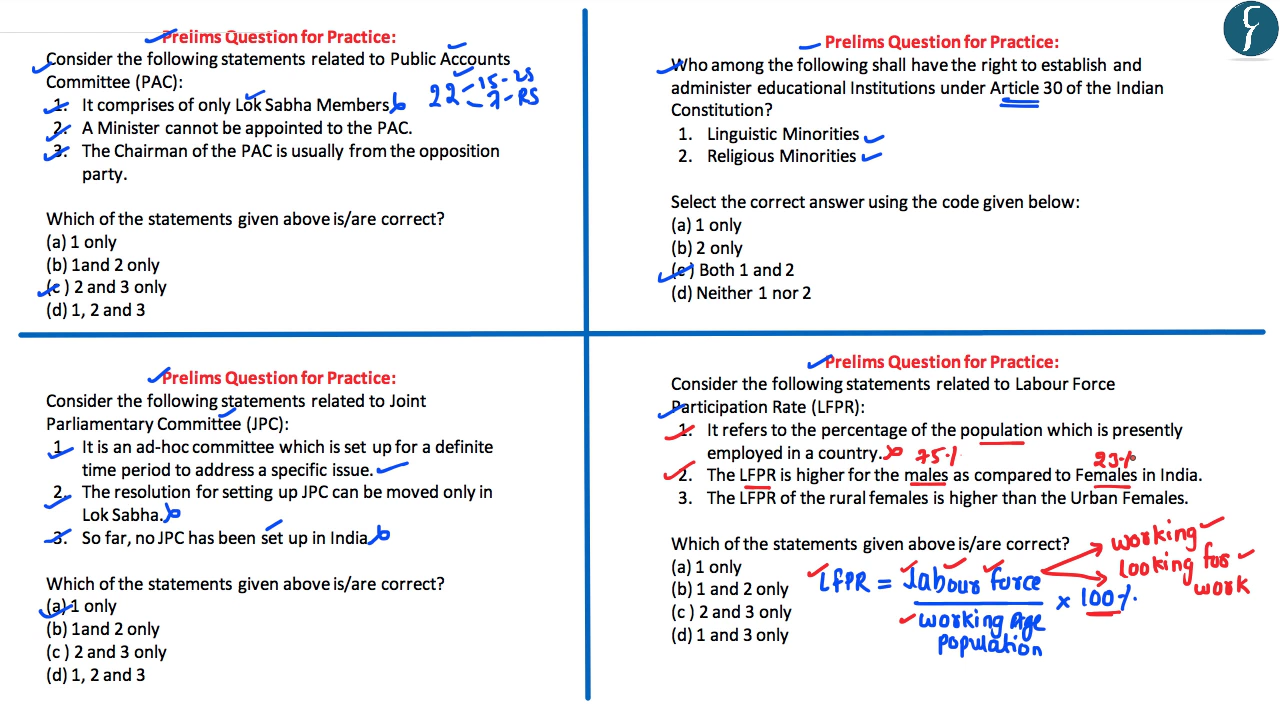 Prelims Question for Practice:
Consider the following statements related to Public Accounts
Committee (PAC):
1. It comprises of only Lok Sabha Members.
22 15 - LS
7 - RS
2. A Minister cannot be appointed to the PAC.
3. The Chairman of the PAC is usually from the opposition
party.
Which of the statements given above is/are correct?
(a) 1 only
(b) 1and 2 only
(c ) 2 and 3 only
(d) 1, 2 and 3
Prelims Question for Practice:
Who among the following shall have the right to establish and
administer educational Institutions under Article 30 of the Indian
Constitution?
1. Linguistic Minorities
2. Religious Minorities
Select the correct answer using the code given below:
(a) 1 only
(b) 2 only
(c) Both 1 and 2
(d) Neither 1 nor 2
Prelims Question for Practice:
Consider the following statements related to Joint
Parliamentary Committee (JPC):
1. It is an ad-hoc committee which is set up for a definite
time period to address a specific issue.
2. The resolution for setting up JPC can be moved only in
Lok Sabha.
3. So far, no JPC has been set up in India.
Which of the statements given above is/are correct?
(a) 1 only
(b) 1and 2 only
(c ) 2 and 3 only
(d) 1, 2 and 3
Prelims Question for Practice:
Consider the following statements related to Labour Force
Participation Rate (LFPR):
1. It refers to the percentage of the population which is presently
employed in a country.
75% 23%
2. The LFPR is higher for the males as compared to Females in India.
3. The LFPR of the rural females is higher than the Urban Females.
Which of the statements given above is/are correct?
(a) 1 only
(b) 1 and 2 only
(c ) 2 and 3 only
(d) 1 and 3 only
working
looking for
work
LFPR = Labour Force
working Age
population
x 100%